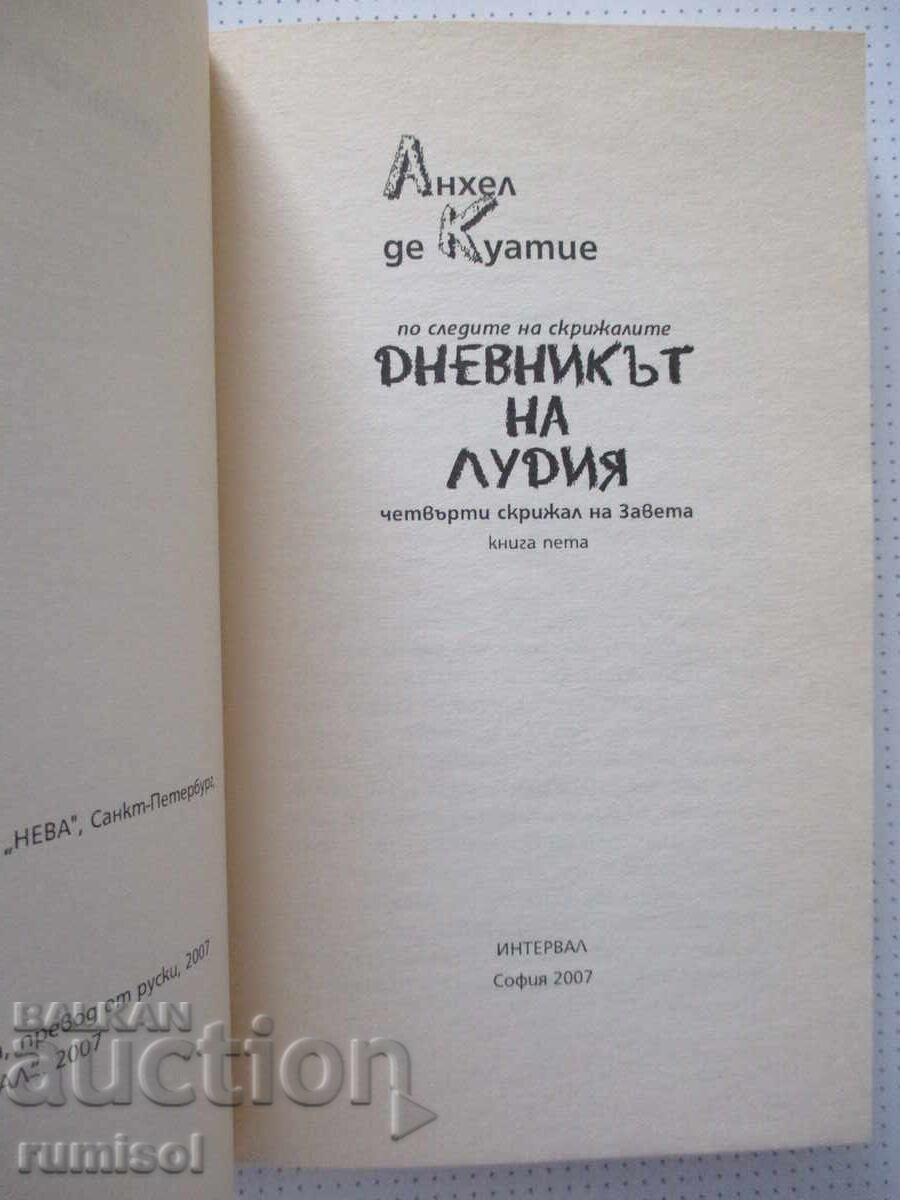 „НЕВА", Санкт-Петербург,
превод от руски, 2007
АЛ". 2007
Анхел
де Куатие
по следите на скрижалите
ДНЕВНИКЪТ
НА
ЛУДИЯ
четвърти скрижал на Завета
книга пета
ИНТЕРВАЛ
София 2007
BALKAN
auction
rumisol